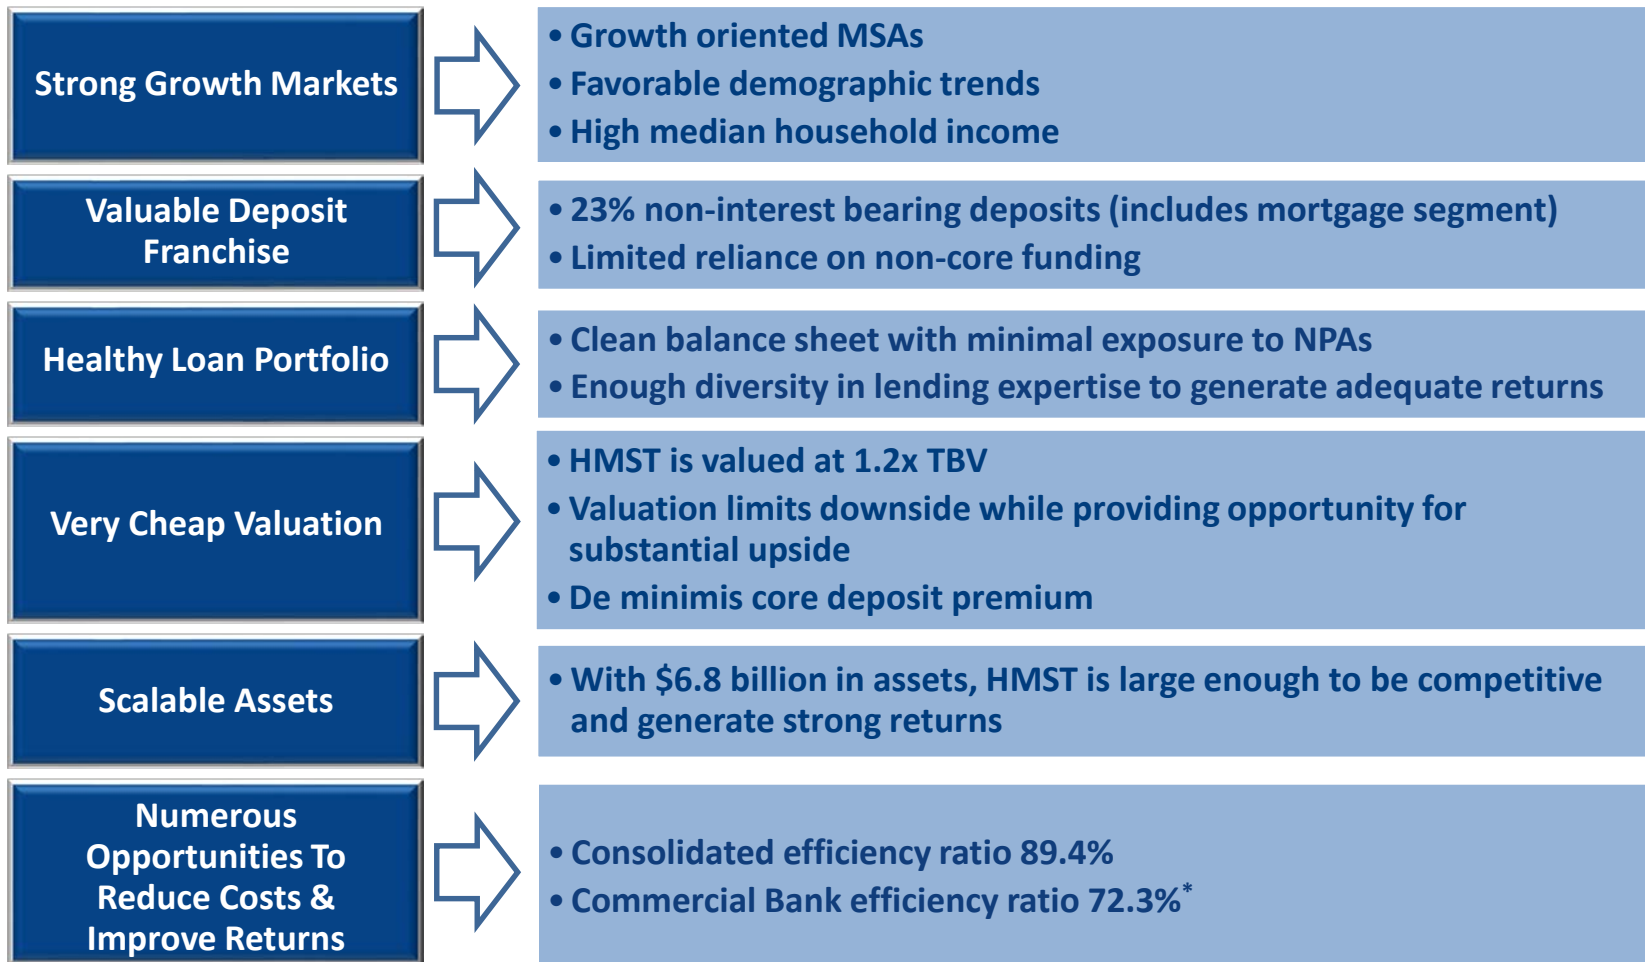 Strong Growth Markets
• Growth oriented MSAs
• Favorable demographic trends
• High median household income
Valuable Deposit
Franchise
• 23% non-interest bearing deposits (includes mortgage segment)
• Limited reliance on non-core funding
Healthy Loan Portfolio
• Clean balance sheet with minimal exposure to NPAs
• Enough diversity in lending expertise to generate adequate returns
Very Cheap Valuation
• HMST is valued at 1.2x TBV
• Valuation limits downside while providing opportunity for
substantial upside
• De minimis core deposit premium
Scalable Assets
• With $6.8 billion in assets, HMST is large enough to be competitive
and generate strong returns
Numerous
Opportunities To
Reduce Costs &
Improve Returns
• Consolidated efficiency ratio 89.4%
• Commercial Bank efficiency ratio 72.3%*